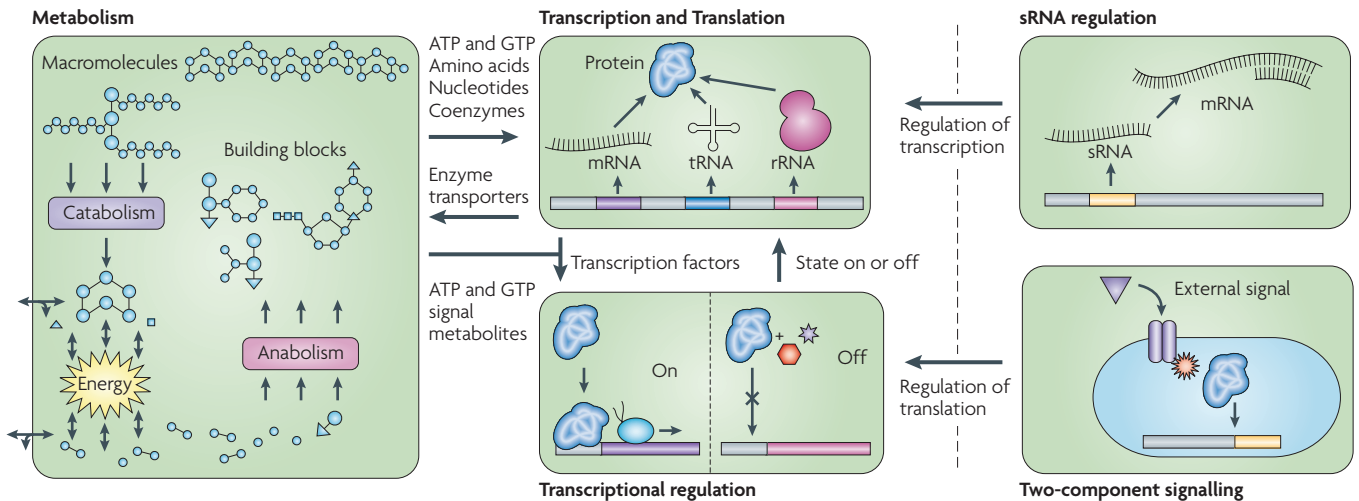 Metabolism
Macromolecules
Building blocks
Catabolism
Energy
Anabolism
ATP and GTP
Amino acids
Nucleotides
Coenzymes
Enzyme
transporters
ATP and GTP
signal
metabolites
Transcription and Translation
Protein
mRNA
tRNA
rRNA
Transcription factors
State on or off
On
+
Off
Transcriptional regulation
Regulation of
transcription
Regulation of
translation
sRNA regulation
mRNA
sRNA
External signal
Two-component signalling